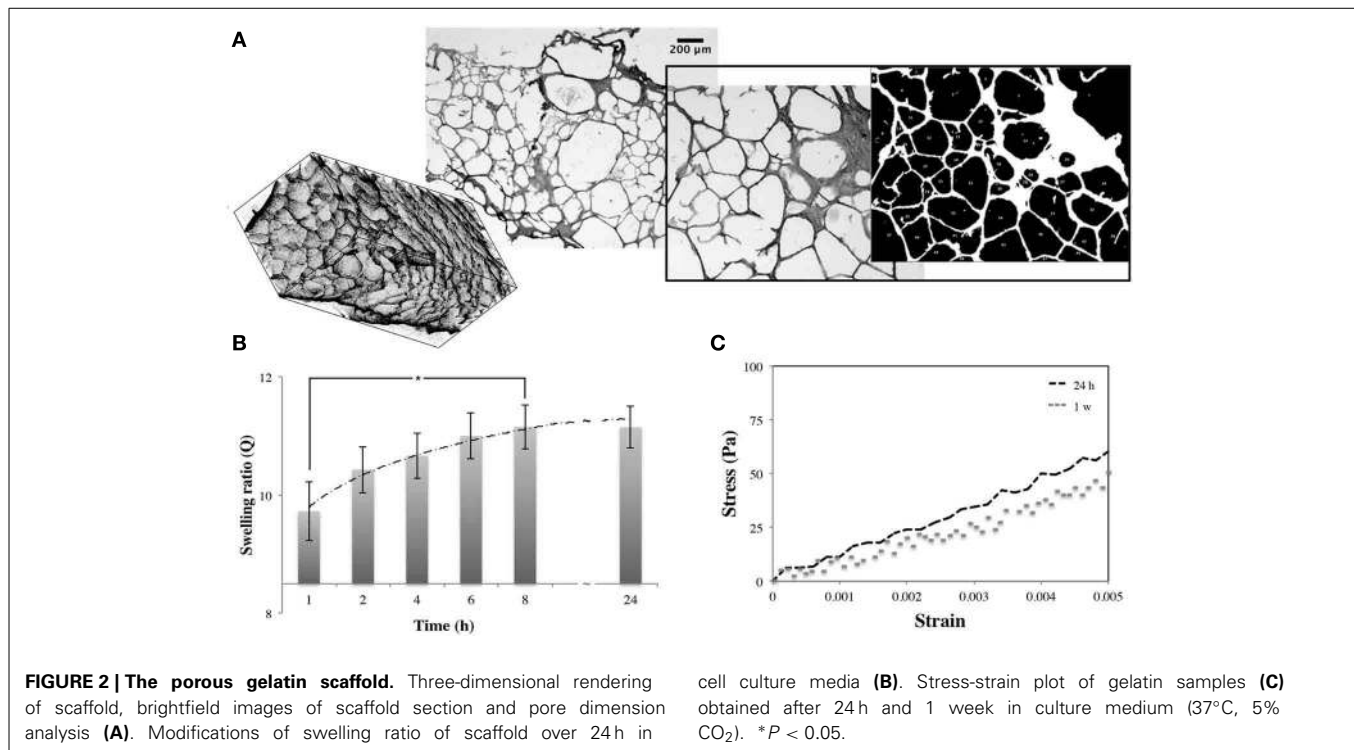 A
200 µm
B
12
10
8
Swelling ratio (Q)
*
1 2 4 6 8 24
~
Time (h)
C
100
75
50
25
0
Stress (Pa)
24 h
1 w
0 0.001 0.002 0.003 0.004 0.005
Strain
FIGURE 2 | The porous gelatin scaffold. Three-dimensional rendering
of scaffold, brightfield images of scaffold section and pore dimension
analysis (A). Modifications of swelling ratio of scaffold over 24 h in
cell culture media (B). Stress-strain plot of gelatin samples (C)
obtained after 24 h and 1 week in culture medium (37°C, 5%
CO₂). *P < 0.05.